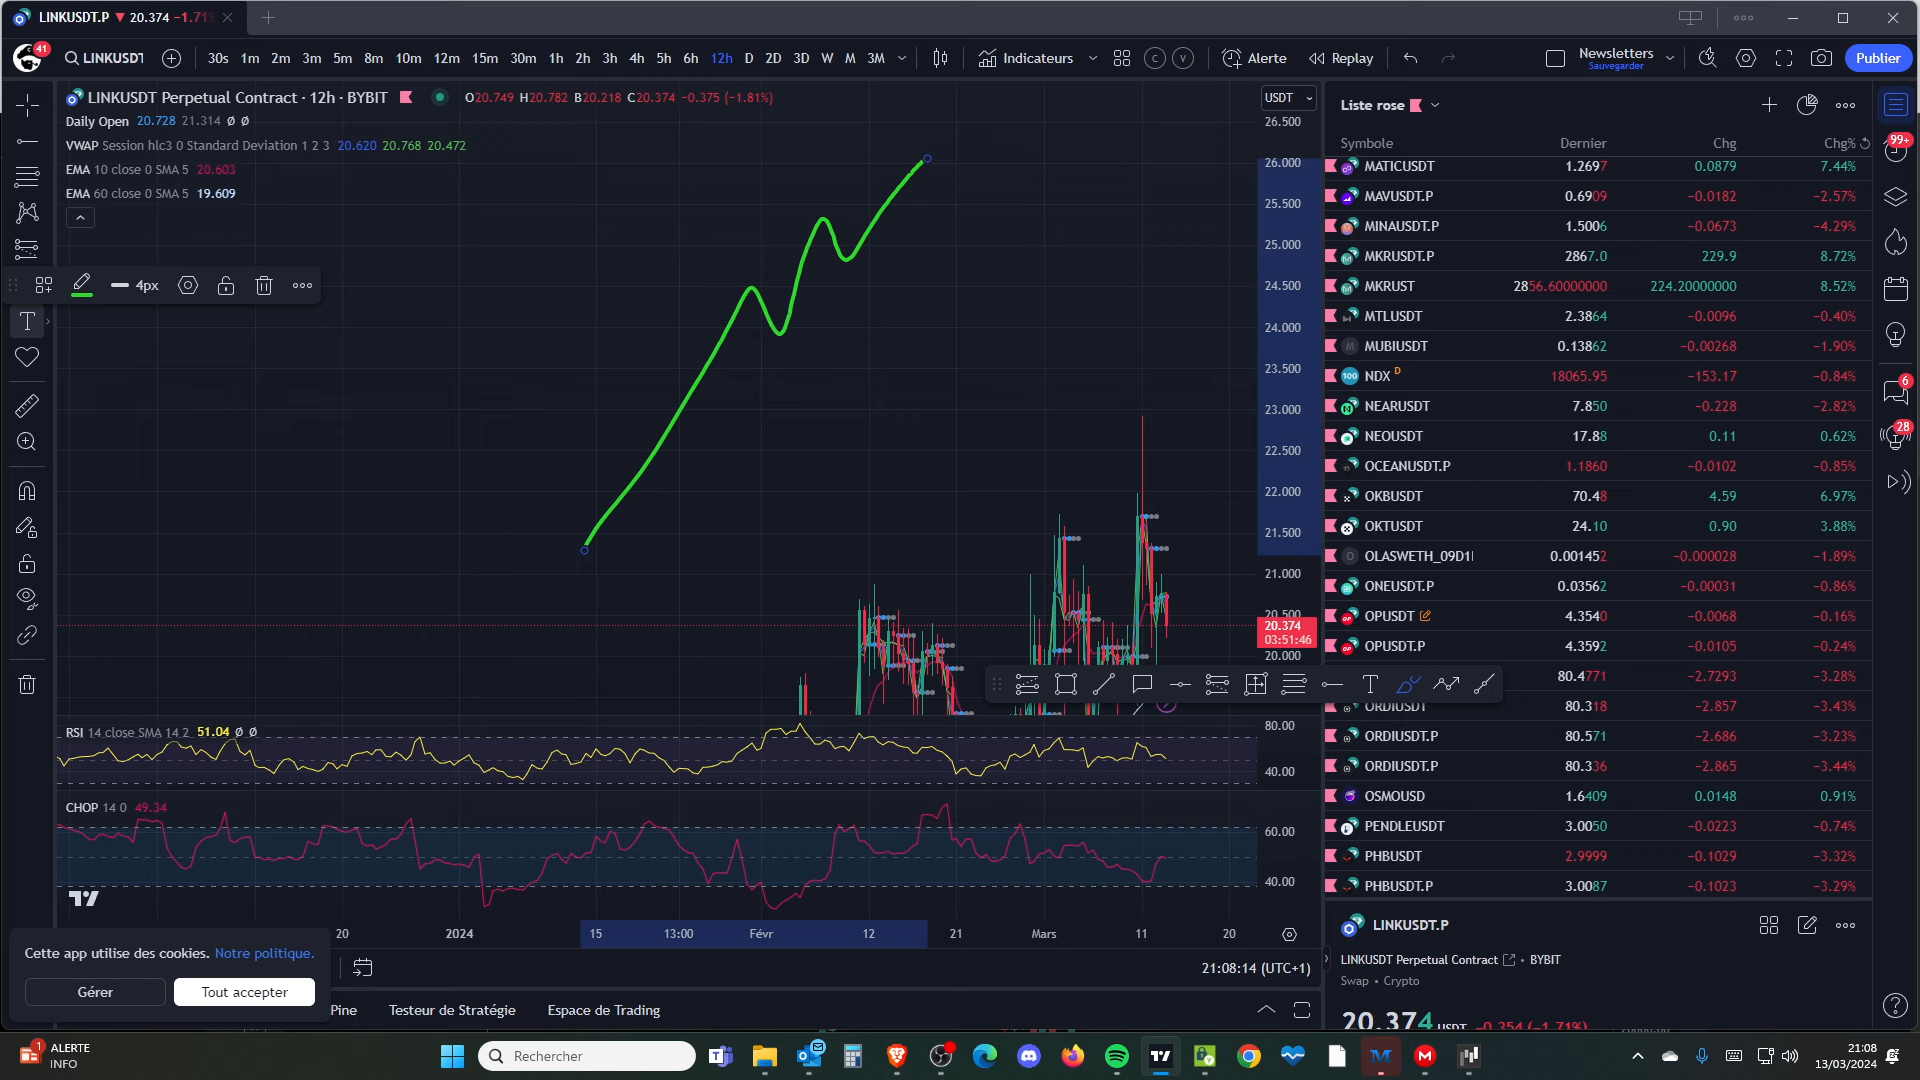 LINKUSDT.P ▼ 20.374 −1.71
41 LINKUSDT 30s 1m 2m 3m 5m 8m 10m 12m 15m 30m 1h 2h 3h 4h 5h 6h 12h D 2D 3D W M 3M Indicateurs C V Alerte Replay Newsletters Publier
Sauvegarder
LINKUSDT Perpetual Contract · 12h · BYBIT O20.749 H20.782 B20.218 C20.374 −0.375 (−1.81%)
Daily Open 20.728 21.314 Ø Ø
VWAP Session hlc3 0 Standard Deviation 1 2 3 20.620 20.768 20.472
EMA 10 close 0 SMA 5 20.603
EMA 60 close 0 SMA 5 19.609
4px
USDT
26.500
26.000
25.500
25.000
24.500
24.000
23.500
23.000
22.500
22.000
21.500
21.000
20.500
20.374
03:51:46
20.000
RSI 14 close SMA 14 2 51.04 Ø Ø
80.00
40.00
CHOP 14 0 49.34
60.00
40.00
20 2024 15 13:00 Févr 12 21 Mars 11 20
21:08:14 (UTC+1)
Cette app utilise des cookies. Notre politique.
Gérer Tout accepter
Pine Testeur de Stratégie Espace de Trading
Liste rose
Symbole Dernier Chg Chg%
MATICUSDT 1.2697 0.0879 7.44%
MAVUSDT.P 0.6909 −0.0182 −2.57%
MINAUSDT.P 1.5006 −0.0673 −4.29%
MKRUSDT.P 2867.0 229.9 8.72%
MKRUST 2856.60000000 224.20000000 8.52%
MTLUSDT 2.3864 −0.0096 −0.40%
M MUBIUSDT 0.13862 −0.00268 −1.90%
100 NDX D 18065.95 −153.17 −0.84%
NEARUSDT 7.850 −0.228 −2.82%
NEOUSDT 17.88 0.11 0.62%
OCEANUSDT.P 1.1860 −0.0102 −0.85%
OKBUSDT 70.48 4.59 6.97%
OKTUSDT 24.10 0.90 3.88%
O OLASWETH_09D1 0.001452 −0.000028 −1.89%
ONEUSDT.P 0.03562 −0.00031 −0.86%
OPUSDT 4.3540 −0.0068 −0.16%
OPUSDT.P 4.3592 −0.0105 −0.24%
80.4771 −2.7293 −3.28%
ORDIUSDT 80.318 −2.857 −3.43%
ORDIUSDT.P 80.571 −2.686 −3.23%
ORDIUSDT.P 80.336 −2.865 −3.44%
OSMOUSD 1.6409 0.0148 0.91%
PENDLEUSDT 3.0050 −0.0223 −0.74%
PHBUSDT 2.9999 −0.1029 −3.32%
PHBUSDT.P 3.0087 −0.1023 −3.29%
LINKUSDT.P
LINKUSDT Perpetual Contract • BYBIT
Swap • Crypto
20.374 USDT −0.354 (−1.71%)
99+
6
28
1 ALERTE
INFO
Rechercher
21:08
13/03/2024